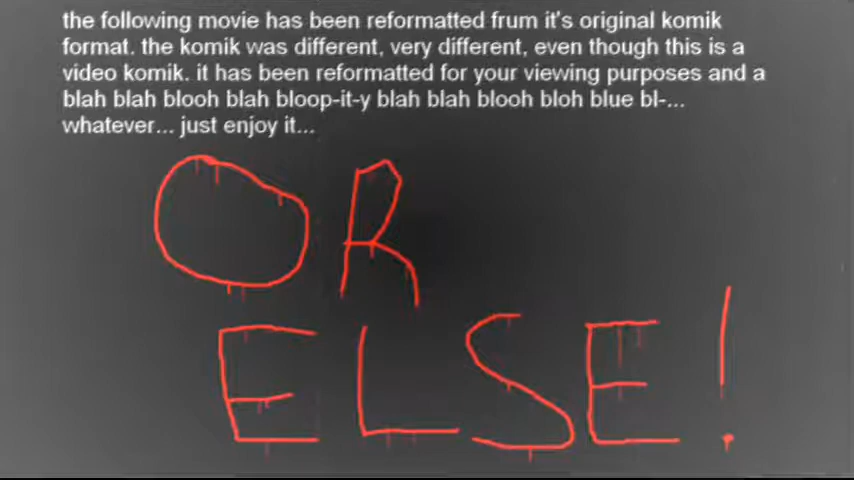 the following movie has been reformatted frum it's original komik
format. the komik was different, very different, even though this is a
video komik. it has been reformatted for your viewing purposes and a
blah blah blooh blah bloop-it-y blah blah blooh bloh blue bl-...
whatever... just enjoy it...
OR
ELSE!